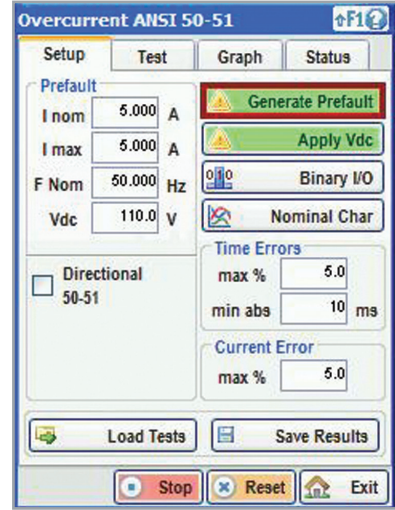 Overcurrent ANSI 50-51 F1
Setup Test Graph Status
Prefault
I nom 5.000 A
I max 5.000 A
F Nom 50.000 Hz
Vdc 110.0 V
Directional
50-51
Generate Prefault
Apply Vdc
Binary I/O
Nominal Char
Time Errors
max % 5.0
min abs 10 ms
Current Error
max % 5.0
Load Tests Save Results
Stop Reset Exit